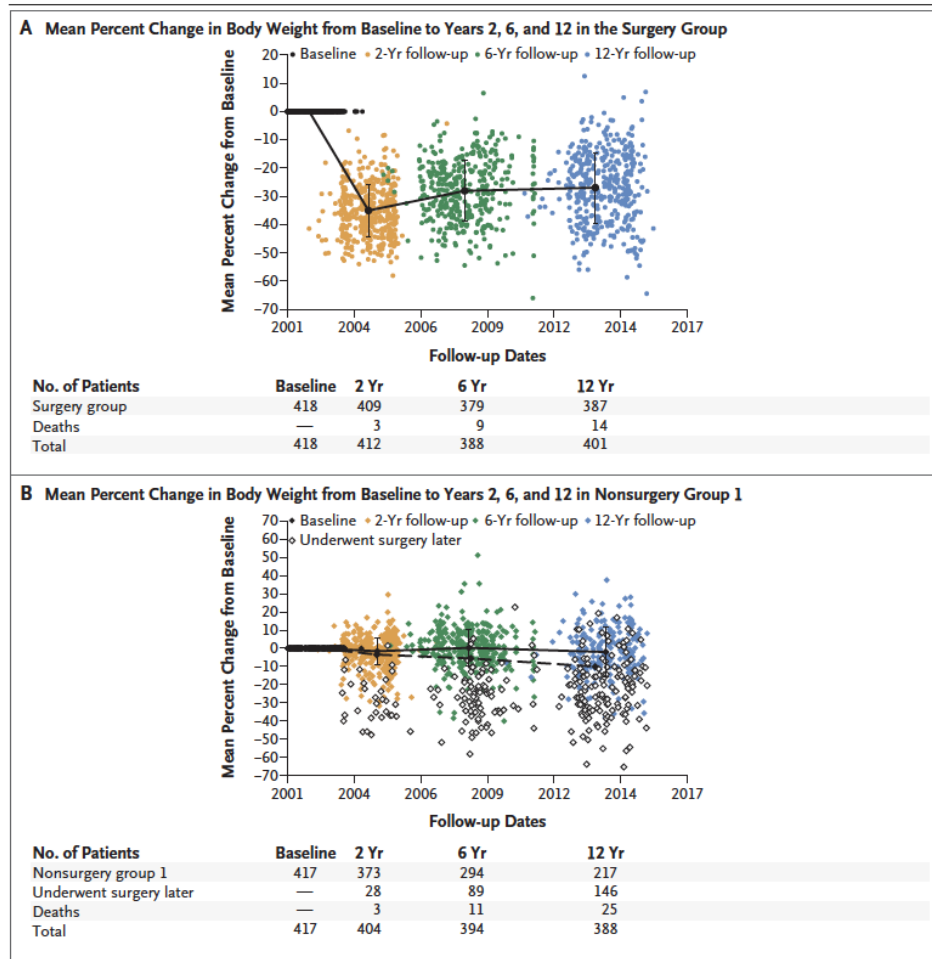 A Mean Percent Change in Body Weight from Baseline to Years 2, 6, and 12 in the Surgery Group
Mean Percent Change from Baseline
20
10
0
−10
−20
−30
−40
−50
−60
−70
Baseline 2-Yr follow-up 6-Yr follow-up 12-Yr follow-up
2001 2004 2006 2009 2012 2014 2017
Follow-up Dates
No. of Patients Baseline 2 Yr 6 Yr 12 Yr
Surgery group 418 409 379 387
Deaths — 3 9 14
Total 418 412 388 401
B Mean Percent Change in Body Weight from Baseline to Years 2, 6, and 12 in Nonsurgery Group 1
Mean Percent Change from Baseline
70
60
50
40
30
20
10
0
−10
−20
−30
−40
−50
−60
−70
Baseline 2-Yr follow-up 6-Yr follow-up 12-Yr follow-up
Underwent surgery later
2001 2004 2006 2009 2012 2014 2017
Follow-up Dates
No. of Patients Baseline 2 Yr 6 Yr 12 Yr
Nonsurgery group 1 417 373 294 217
Underwent surgery later — 28 89 146
Deaths — 3 11 25
Total 417 404 394 388